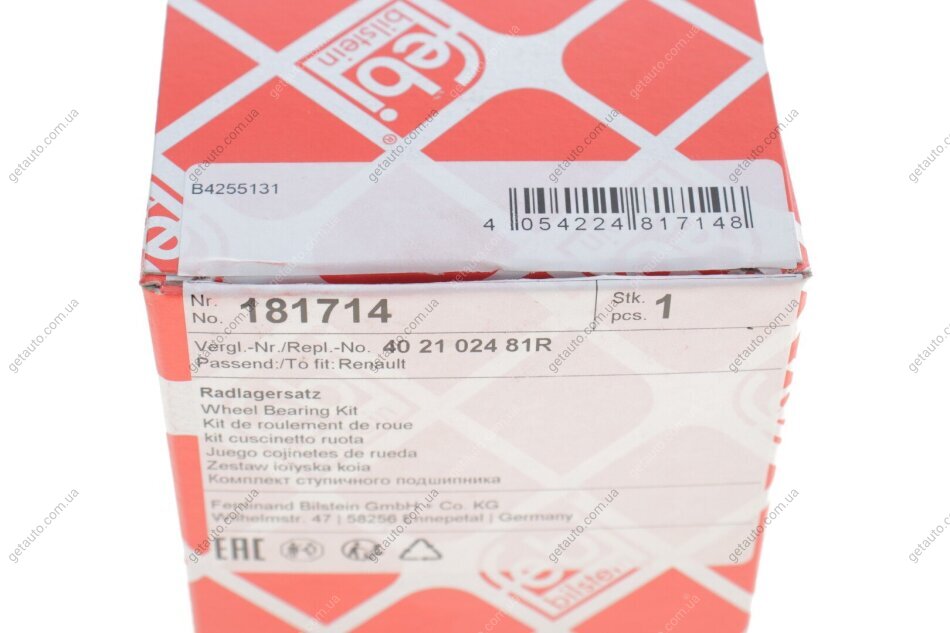 febi
bilstein
®
B4255131
4 054224 817148
Nr.
No. 181714
Stk.
pcs. 1
Vergl.-Nr./Repl.-No. 40 21 024 81R
Passend:/To fit: Renault
Radlagersatz
Wheel Bearing Kit
Kit de roulement de roue
kit cuscinetto ruota
Juego cojinetes de rueda
Zestaw łożyska koła
Комплект ступичного подшипника
Ferdinand Bilstein GmbH + Co. KG
Wilhelmstr. 47 | 58256 Ennepetal | Germany
EAC
bilstein
getauto.com.ua